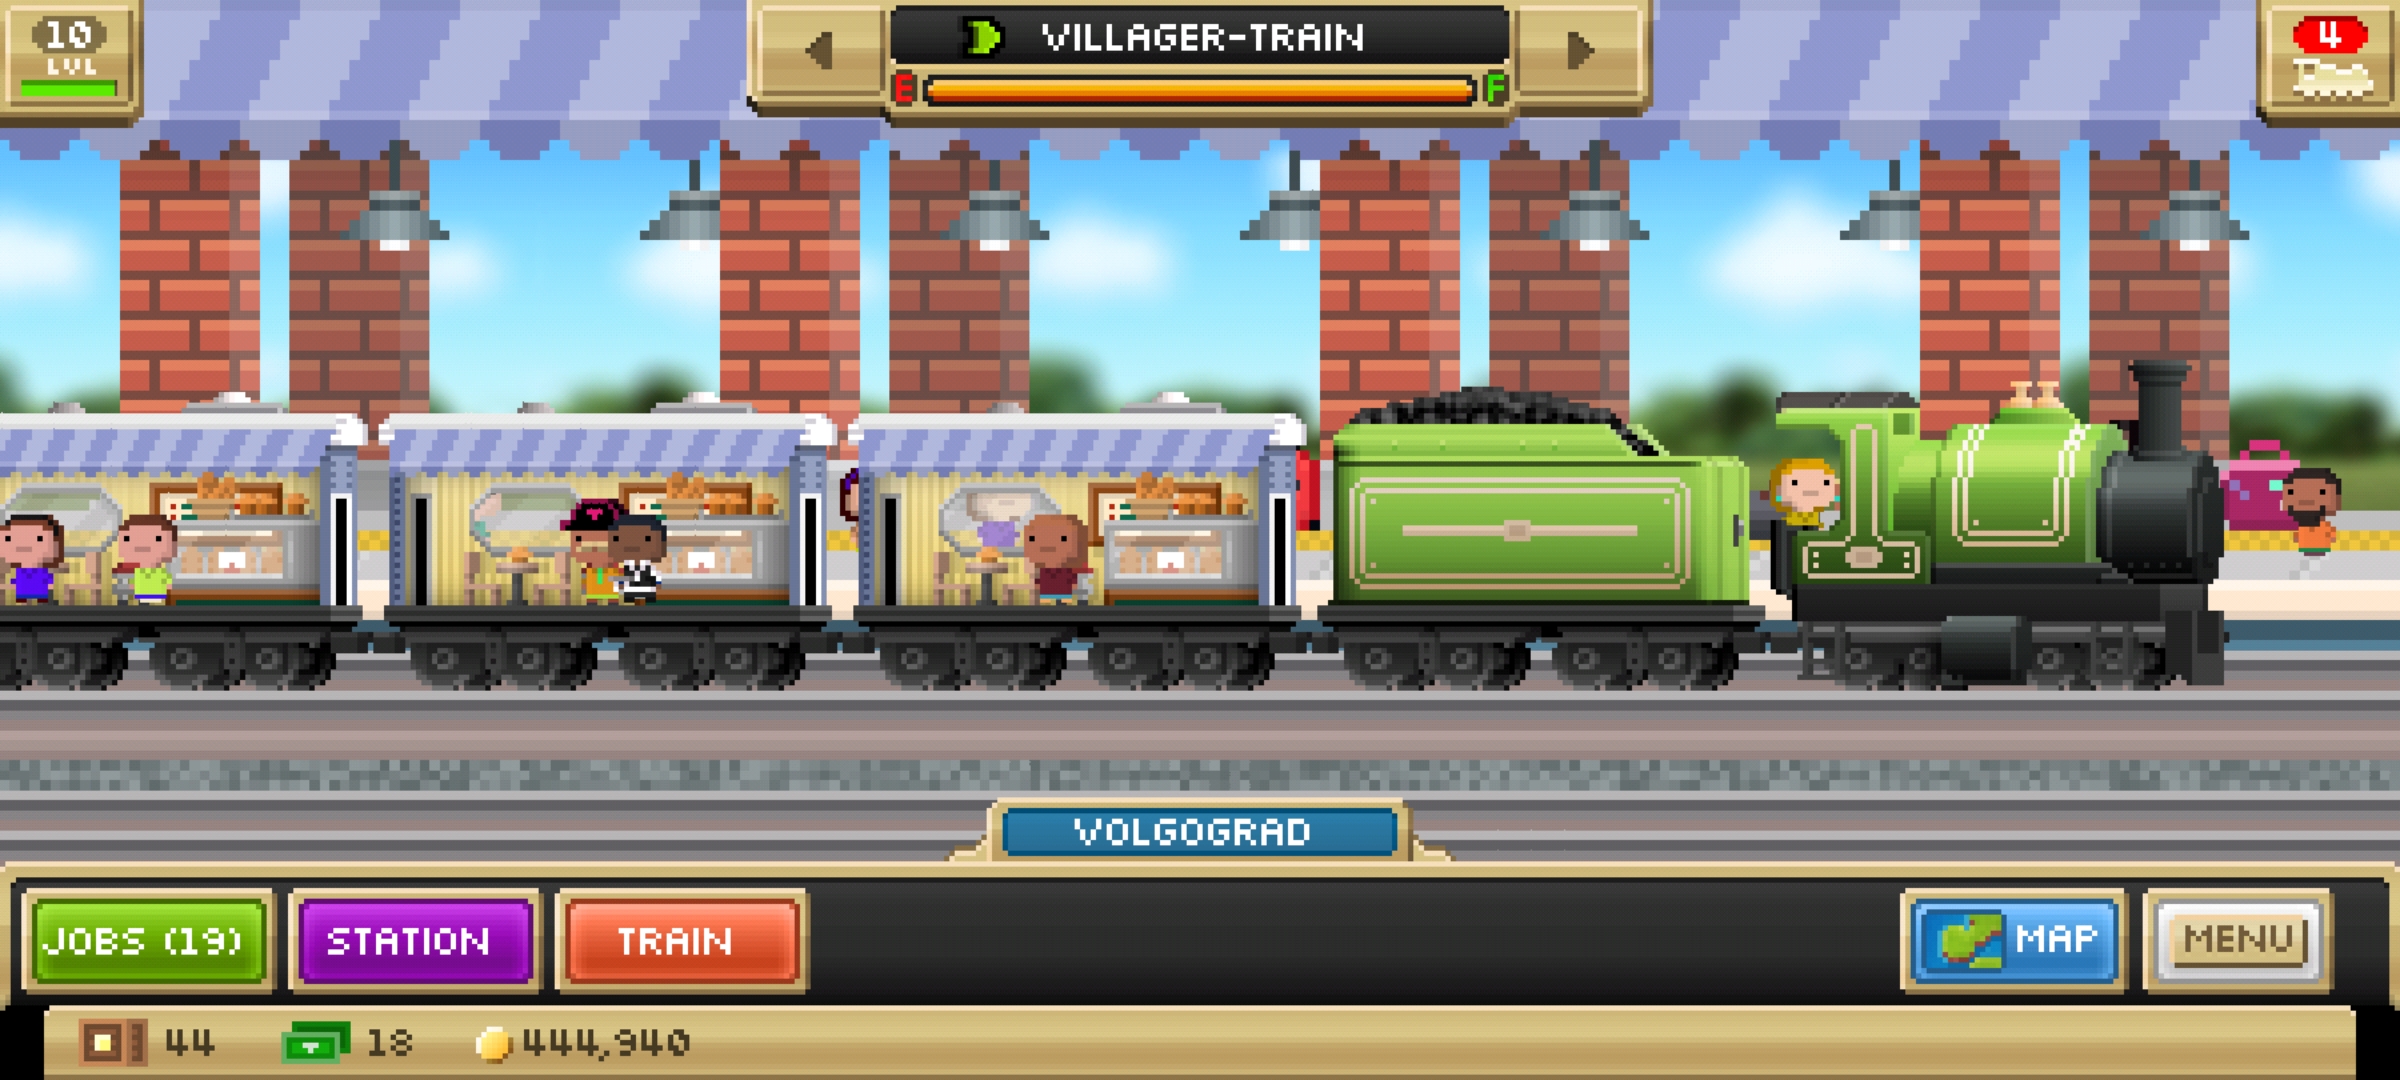 10
LVL
VILLAGER-TRAIN
E
F
4
VOLGOGRAD
JOBS (19)
STATION
TRAIN
MAP
MENU
44
18
444,940